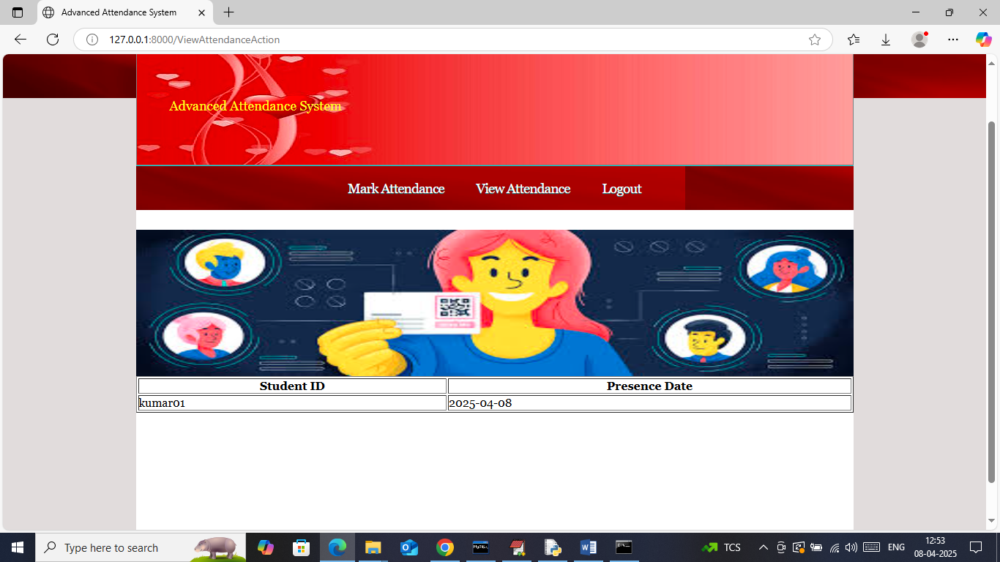 Advanced Attendance System
127.0.0.1:8000/ViewAttendanceAction
Advanced Attendance System
Mark Attendance View Attendance Logout
Student ID Presence Date
kumar01 2025-04-08
Type here to search
TCS
ENG
12:53
08-04-2025